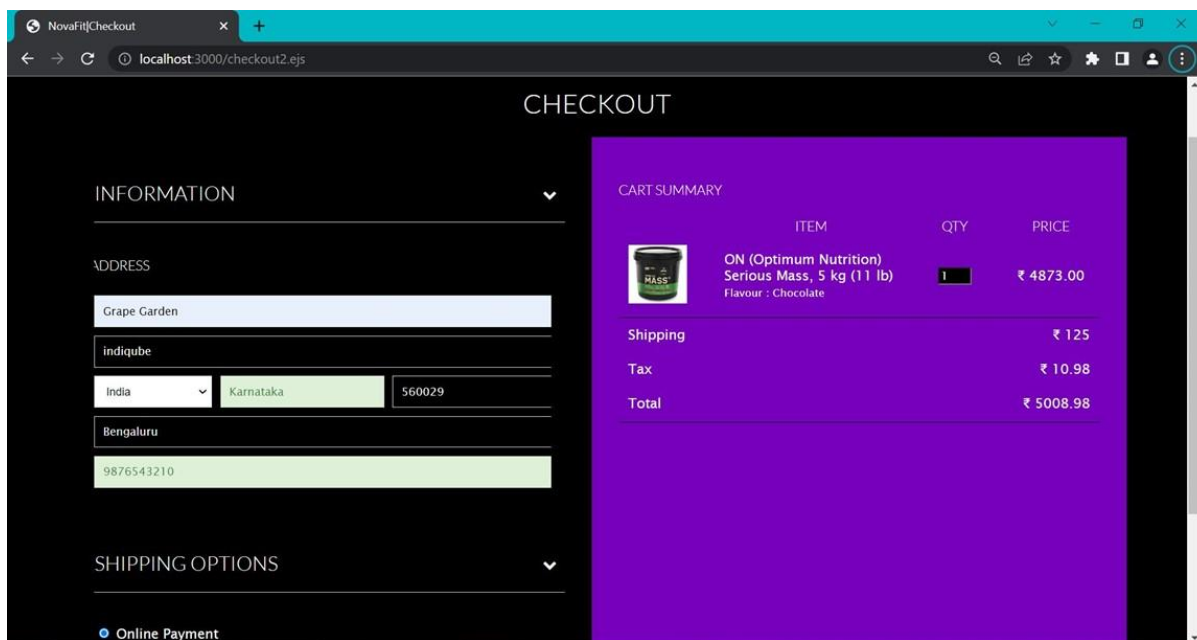 NovaFit|Checkout
localhost:3000/checkout2.ejs
CHECKOUT
INFORMATION
ADDRESS
Grape Garden
indiqube
India
Karnataka
560029
Bengaluru
9876543210
SHIPPING OPTIONS
Online Payment
CART SUMMARY
ITEM QTY PRICE
MASS
ON (Optimum Nutrition)
Serious Mass, 5 kg (11 lb)
Flavour : Chocolate
1
₹ 4873.00
Shipping ₹ 125
Tax ₹ 10.98
Total ₹ 5008.98